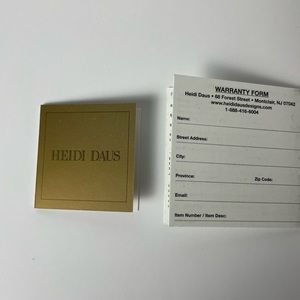 HEIDI DAUS
WARRANTY FORM
Heidi Daus • 68 Forest Street • Montclair, NJ 07042
www.heididausdesigns.com
1-888-416-6004
Name:
Street Address:
City:
Province: Zip Code:
Email:
Item Number / Item Desc: